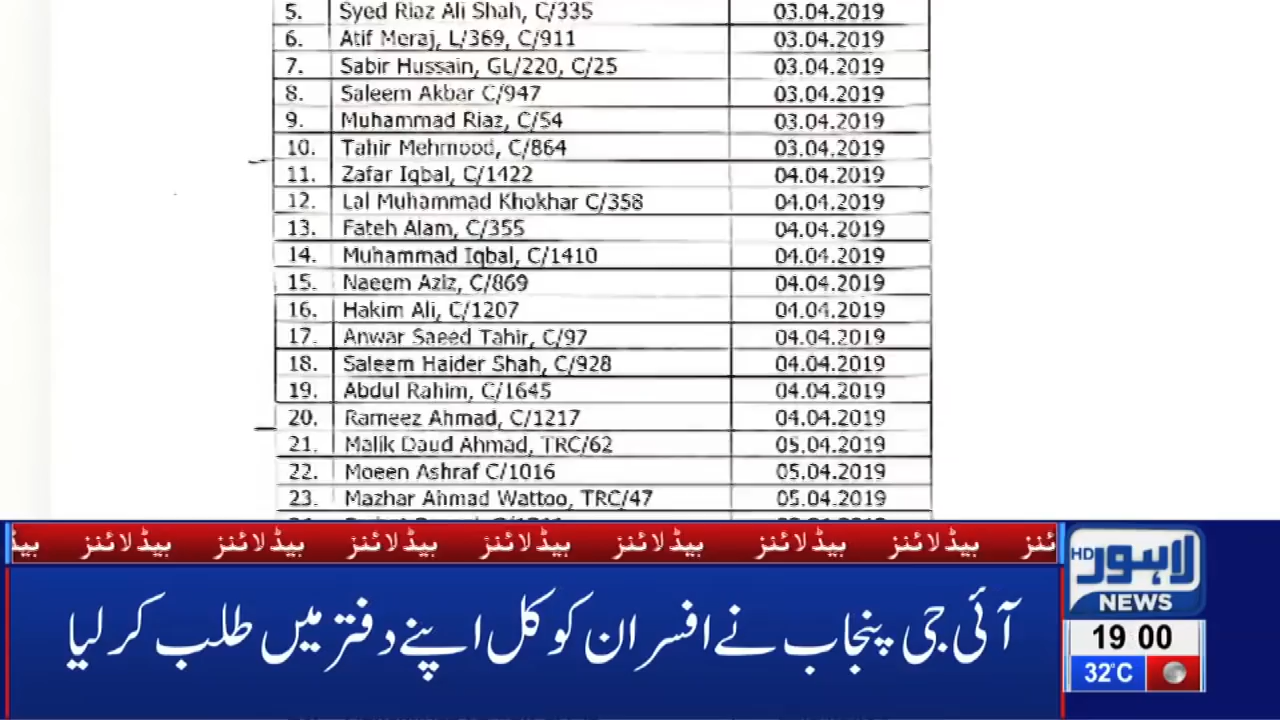 5. Syed Riaz Ali Shah, C/335 03.04.2019
6. Atif Meraj, L/369, C/911 03.04.2019
7. Sabir Hussain, GL/220, C/25 03.04.2019
8. Saleem Akbar C/947 03.04.2019
9. Muhammad Riaz, C/54 03.04.2019
10. Tahir Mehmood, C/864 03.04.2019
11. Zafar Iqbal, C/1422 04.04.2019
12. Lal Muhammad Khokhar C/358 04.04.2019
13. Fateh Alam, C/355 04.04.2019
14. Muhammad Iqbal, C/1410 04.04.2019
15. Naeem Aziz, C/869 04.04.2019
16. Hakim Ali, C/1207 04.04.2019
17. Anwar Saeed Tahir, C/97 04.04.2019
18. Saleem Haider Shah, C/928 04.04.2019
19. Abdul Rahim, C/1645 04.04.2019
20. Rameez Ahmad, C/1217 04.04.2019
21. Malik Daud Ahmad, TRC/62 05.04.2019
22. Moeen Ashraf C/1016 05.04.2019
23. Mazhar Ahmad Wattoo, TRC/47 05.04.2019
ئنز ہیڈلائنز ہیڈلائنز ہیڈلائنز ہیڈلائنز ہیڈلائنز ہیڈلائنز ہیڈلائنز ہیڈ
آئی جی پنجاب نے افسران کو کل اپنے دفتر میں طلب کر لیا
لاہور HD
NEWS
19 00
32°C